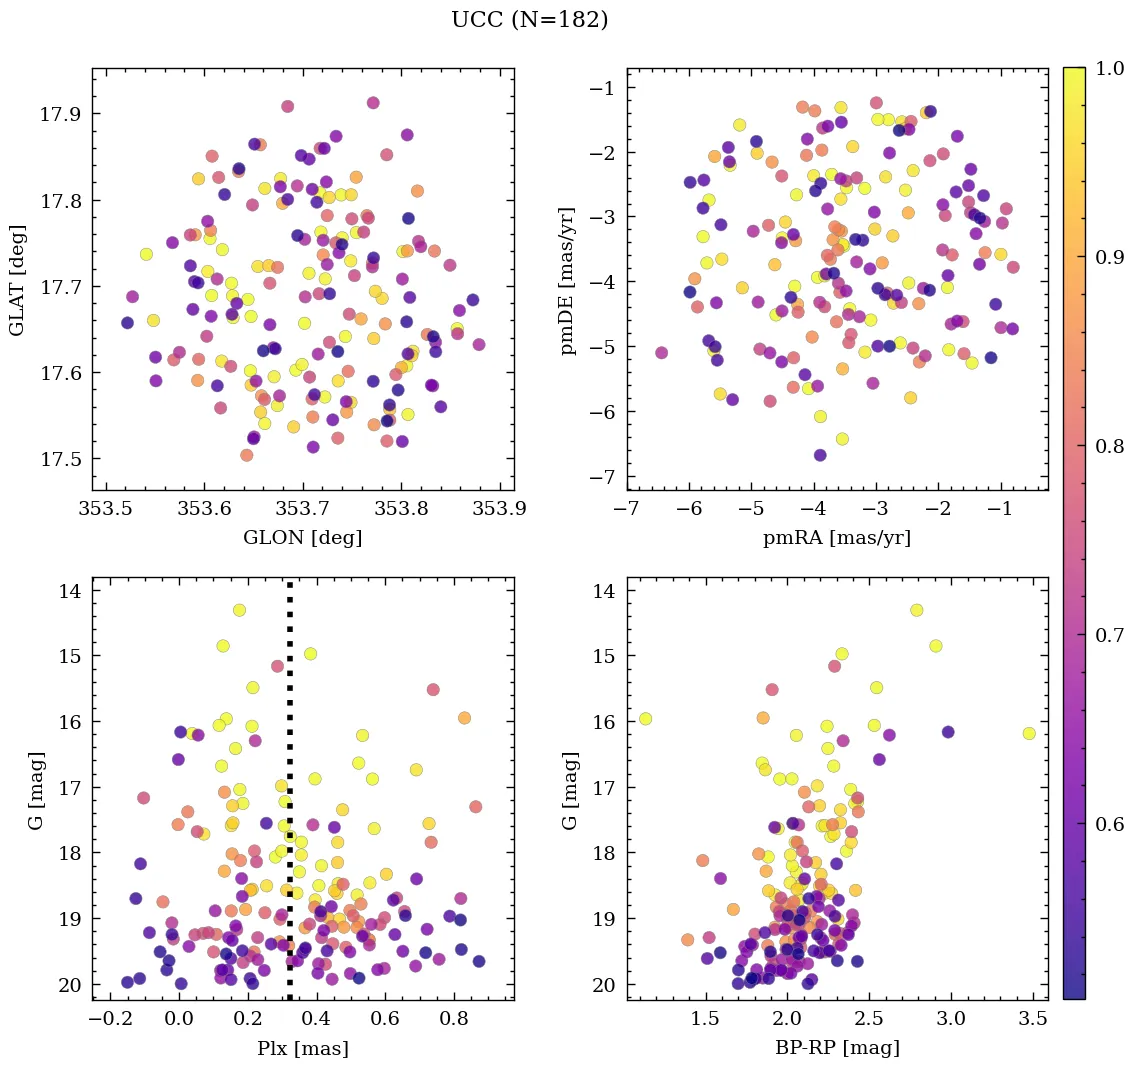 UCC (N=182)
17.9
17.8
17.7
17.6
17.5
GLAT [deg]
353.5 353.6 353.7 353.8 353.9
GLON [deg]
−1
−2
−3
−4
−5
−6
−7
pmDE [mas/yr]
−7 −6 −5 −4 −3 −2 −1
pmRA [mas/yr]
1.0
0.9
0.8
0.7
0.6
14
15
16
17
18
19
20
G [mag]
−0.2 0.0 0.2 0.4 0.6 0.8
Plx [mas]
14
15
16
17
18
19
20
G [mag]
1.5 2.0 2.5 3.0 3.5
BP-RP [mag]